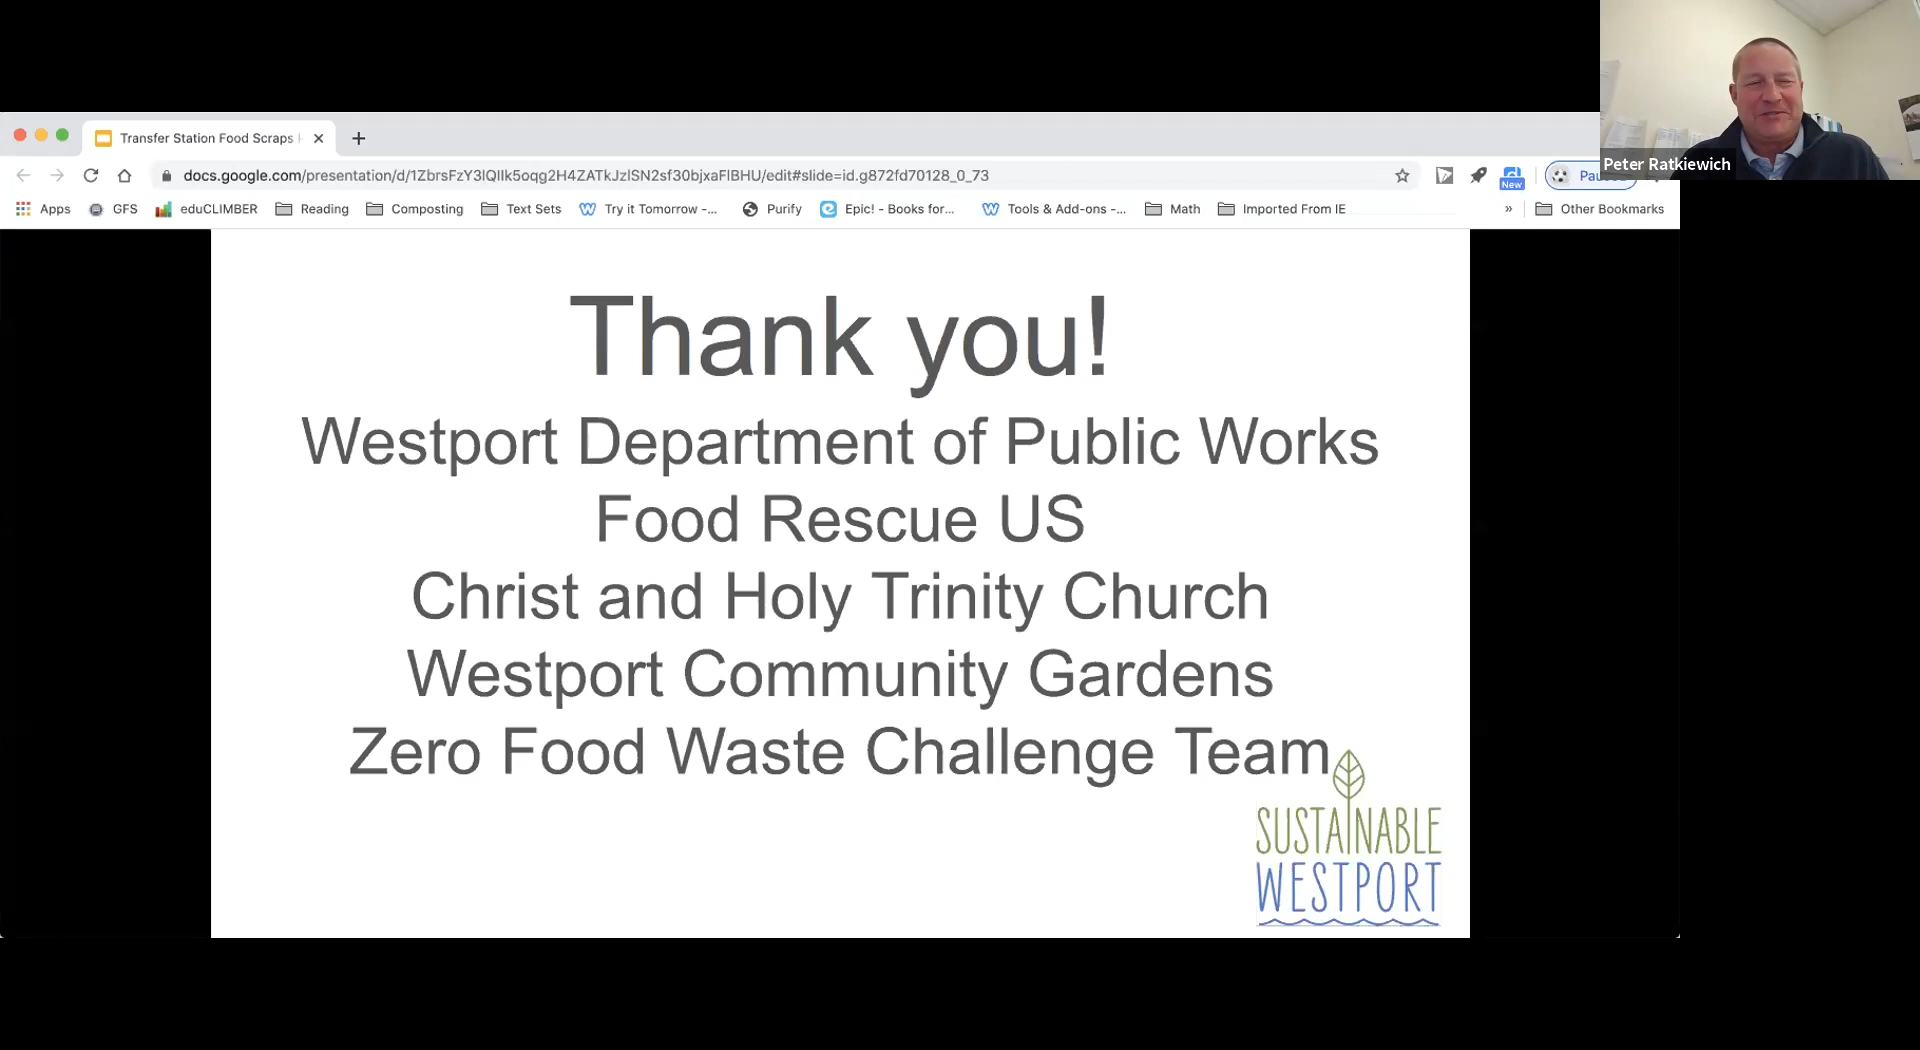 Peter Ratkiewich
Transfer Station Food Scraps
docs.google.com/presentation/d/1ZbrsFzY3lQIlk5oqg2H4ZATkJzlSN2sf30bjxaFlBHU/edit#slide=id.g872fd70128_0_73
New
Apps GFS eduCLIMBER Reading Composting Text Sets Try it Tomorrow -... Purify Epic! - Books for... Tools & Add-ons -... Math Imported From IE » Other Bookmarks
Thank you!
Westport Department of Public Works
Food Rescue US
Christ and Holy Trinity Church
Westport Community Gardens
Zero Food Waste Challenge Team
SUSTAINABLE
WESTPORT